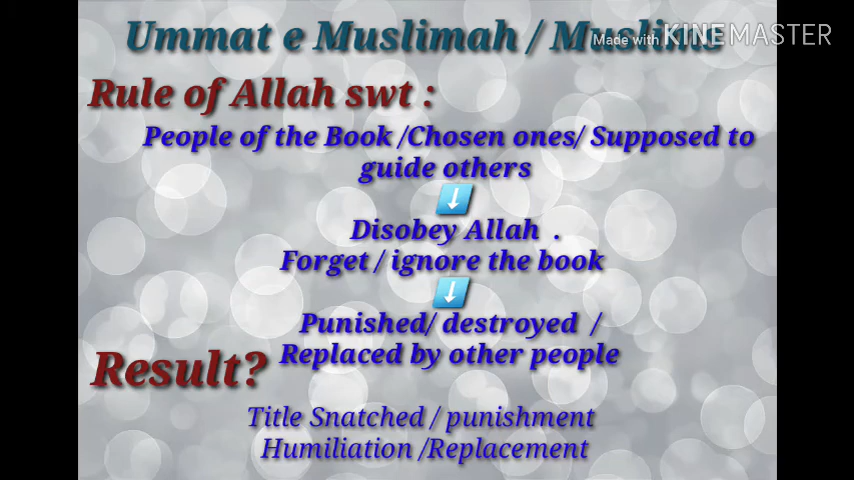 Ummat e Muslimah / Muslims
Made with KINEMASTER
Rule of Allah swt :
People of the Book /Chosen ones/ Supposed to
guide others
Disobey Allah .
Forget / ignore the book
Punished/ destroyed /
Replaced by other people
Result?
Title Snatched / punishment
Humiliation /Replacement